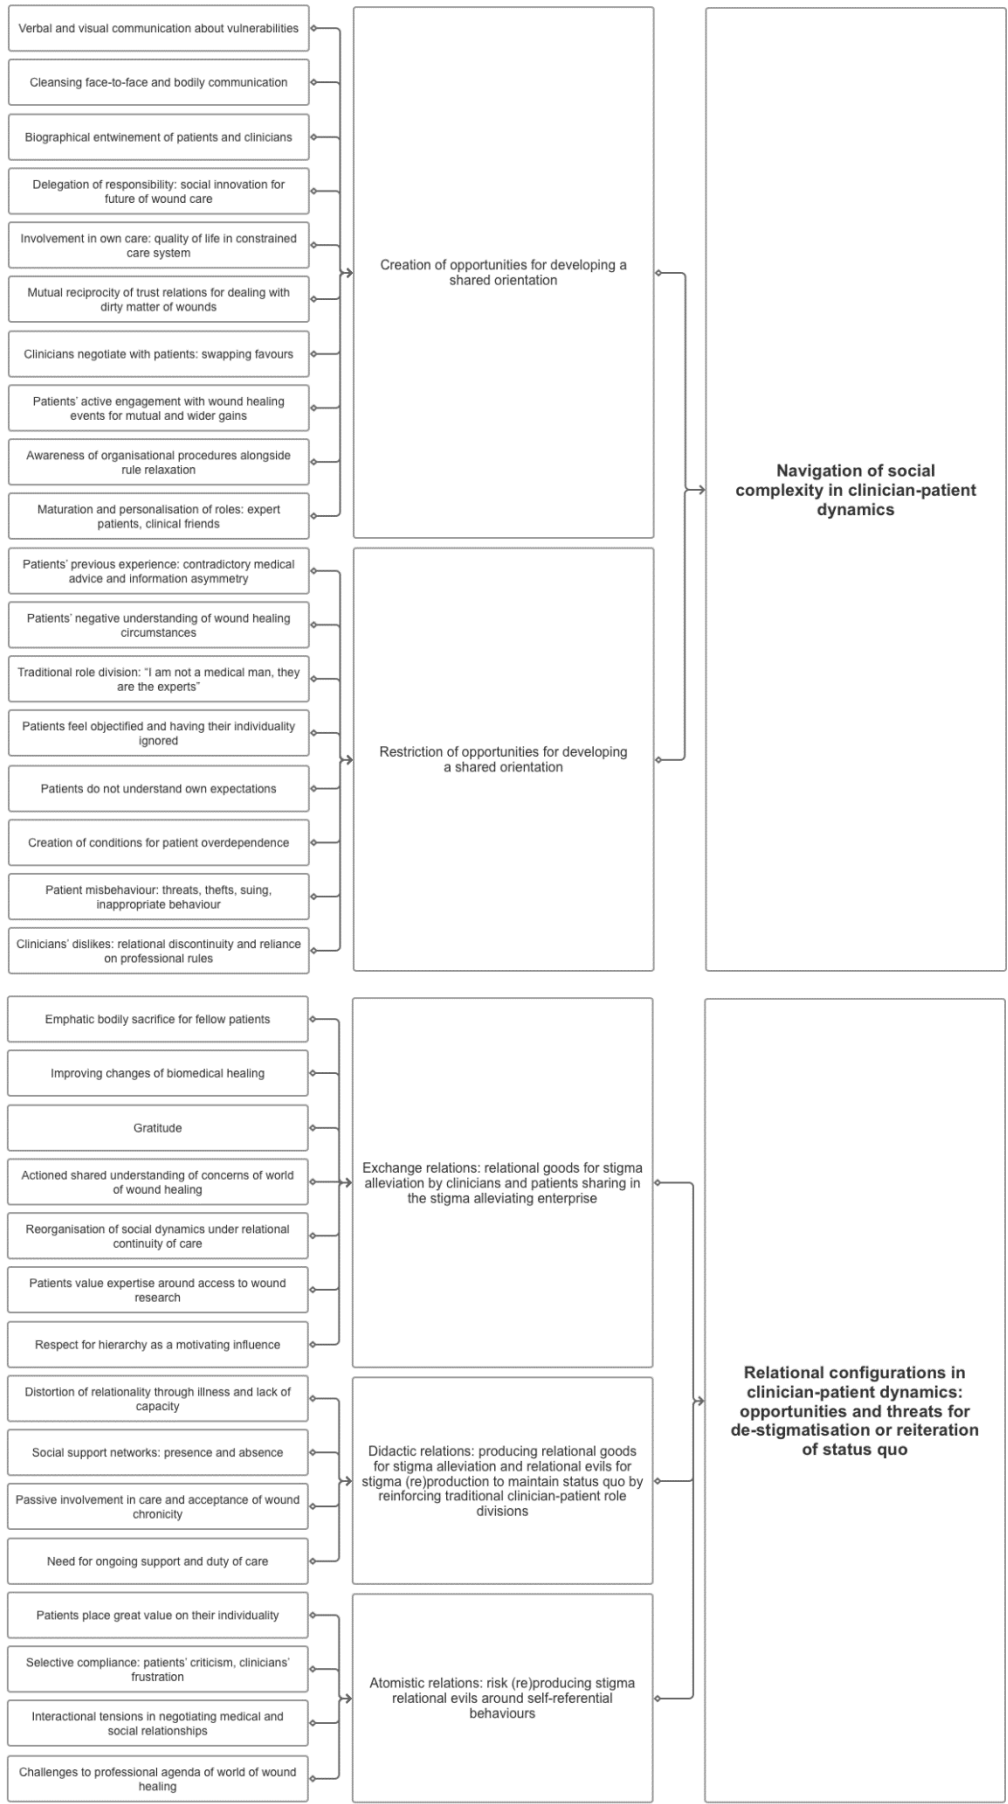 Verbal and visual communication about vulnerabilities
Cleansing face-to-face and bodily communication
Biographical entwinement of patients and clinicians
Delegation of responsibility: social innovation for
future of wound care
Involvement in own care: quality of life in constrained
care system
Mutual reciprocity of trust relations for dealing with
dirty matter of wounds
Clinicians negotiate with patients: swapping favours
Patients' active engagement with wound healing
events for mutual and wider gains
Awareness of organisational procedures alongside
rule relaxation
Maturation and personalisation of roles: expert
patients, clinical friends
Creation of opportunities for developing a
shared orientation
Patients' previous experience: contradictory medical
advice and information asymmetry
Patients' negative understanding of wound healing
circumstances
Traditional role division: “I am not a medical man, they
are the experts”
Patients feel objectified and having their individuality
ignored
Patients do not understand own expectations
Creation of conditions for patient overdependence
Patient misbehaviour: threats, thefts, suing,
inappropriate behaviour
Clinicians' dislikes: relational discontinuity and reliance
on professional rules
Restriction of opportunities for developing
a shared orientation
Navigation of social
complexity in clinician-patient
dynamics
Emphatic bodily sacrifice for fellow patients
Improving changes of biomedical healing
Gratitude
Actioned shared understanding of concerns of world
of wound healing
Reorganisation of social dynamics under relational
continuity of care
Patients value expertise around access to wound
research
Respect for hierarchy as a motivating influence
Exchange relations: relational goods for stigma
alleviation by clinicians and patients sharing in
the stigma alleviating enterprise
Distortion of relationality through illness and lack of
capacity
Social support networks: presence and absence
Passive involvement in care and acceptance of wound
chronicity
Need for ongoing support and duty of care
Didactic relations: producing relational goods
for stigma alleviation and relational evils for
stigma (re)production to maintain status quo by
reinforcing traditional clinician-patient role
divisions
Patients place great value on their individuality
Selective compliance: patients' criticism, clinicians'
frustration
Interactional tensions in negotiating medical and
social relationships
Challenges to professional agenda of world of wound
healing
Atomistic relations: risk (re)producing stigma
relational evils around self-referential
behaviours
Relational configurations in
clinician-patient dynamics:
opportunities and threats for
de-stigmatisation or reiteration
of status quo